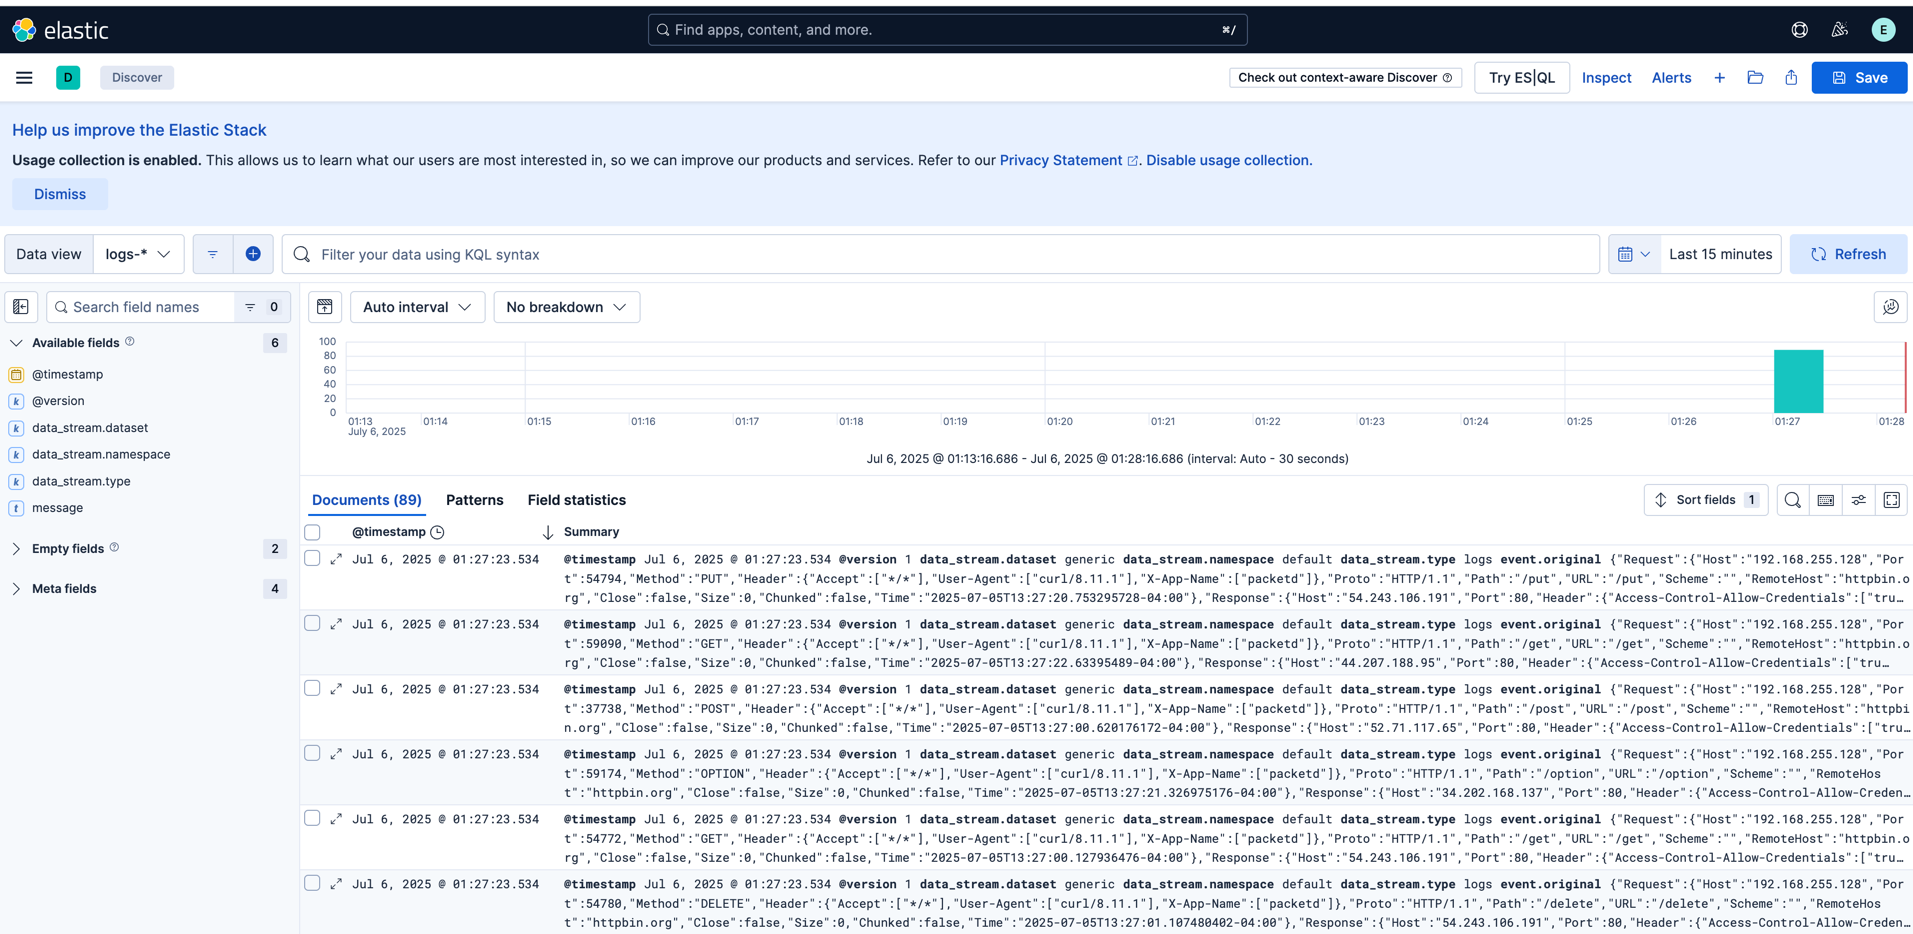 elastic
Find apps, content, and more.
⌘/
E
D
Discover
Check out context-aware Discover
Try ES|QL
Inspect
Alerts
Save
Help us improve the Elastic Stack
Usage collection is enabled. This allows us to learn what our users are most interested in, so we can improve our products and services. Refer to our Privacy Statement. Disable usage collection.
Dismiss
Data view
logs-*
Filter your data using KQL syntax
Last 15 minutes
Refresh
Search field names
0
Auto interval
No breakdown
Available fields
6
@timestamp
@version
data_stream.dataset
data_stream.namespace
data_stream.type
message
Empty fields
2
Meta fields
4
100
80
60
40
20
0
01:13
July 6, 2025
01:14
01:15
01:16
01:17
01:18
01:19
01:20
01:21
01:22
01:23
01:24
01:25
01:26
01:27
01:28
Jul 6, 2025 @ 01:13:16.686 - Jul 6, 2025 @ 01:28:16.686 (interval: Auto - 30 seconds)
Documents (89)
Patterns
Field statistics
Sort fields 1
@timestamp
Summary
Jul 6, 2025 @ 01:27:23.534
@timestamp Jul 6, 2025 @ 01:27:23.534 @version 1 data_stream.dataset generic data_stream.namespace default data_stream.type logs event.original {"Request":{"Host":"192.168.255.128","Por
t":54794,"Method":"PUT","Header":{"Accept":["*/*"],"User-Agent":["curl/8.11.1"],"X-App-Name":["packetd"]},"Proto":"HTTP/1.1","Path":"/put","URL":"/put","Scheme":"","RemoteHost":"httpbin.o
rg","Close":false,"Size":0,"Chunked":false,"Time":"2025-07-05T13:27:20.753295728-04:00"},"Response":{"Host":"54.243.106.191","Port":80,"Header":{"Access-Control-Allow-Credentials":["tru…
Jul 6, 2025 @ 01:27:23.534
@timestamp Jul 6, 2025 @ 01:27:23.534 @version 1 data_stream.dataset generic data_stream.namespace default data_stream.type logs event.original {"Request":{"Host":"192.168.255.128","Por
t":59090,"Method":"GET","Header":{"Accept":["*/*"],"User-Agent":["curl/8.11.1"],"X-App-Name":["packetd"]},"Proto":"HTTP/1.1","Path":"/get","URL":"/get","Scheme":"","RemoteHost":"httpbin.o
rg","Close":false,"Size":0,"Chunked":false,"Time":"2025-07-05T13:27:22.63395489-04:00"},"Response":{"Host":"44.207.188.95","Port":80,"Header":{"Access-Control-Allow-Credentials":["tru…
Jul 6, 2025 @ 01:27:23.534
@timestamp Jul 6, 2025 @ 01:27:23.534 @version 1 data_stream.dataset generic data_stream.namespace default data_stream.type logs event.original {"Request":{"Host":"192.168.255.128","Por
t":37738,"Method":"POST","Header":{"Accept":["*/*"],"User-Agent":["curl/8.11.1"],"X-App-Name":["packetd"]},"Proto":"HTTP/1.1","Path":"/post","URL":"/post","Scheme":"","RemoteHost":"httpbi
n.org","Close":false,"Size":0,"Chunked":false,"Time":"2025-07-05T13:27:00.620176172-04:00"},"Response":{"Host":"52.71.117.65","Port":80,"Header":{"Access-Control-Allow-Credentials":["tru…
Jul 6, 2025 @ 01:27:23.534
@timestamp Jul 6, 2025 @ 01:27:23.534 @version 1 data_stream.dataset generic data_stream.namespace default data_stream.type logs event.original {"Request":{"Host":"192.168.255.128","Por
t":59174,"Method":"OPTION","Header":{"Accept":["*/*"],"User-Agent":["curl/8.11.1"],"X-App-Name":["packetd"]},"Proto":"HTTP/1.1","Path":"/option","URL":"/option","Scheme":"","RemoteHos
t":"httpbin.org","Close":false,"Size":0,"Chunked":false,"Time":"2025-07-05T13:27:21.326975176-04:00"},"Response":{"Host":"34.202.168.137","Port":80,"Header":{"Access-Control-Allow-Creden…
Jul 6, 2025 @ 01:27:23.534
@timestamp Jul 6, 2025 @ 01:27:23.534 @version 1 data_stream.dataset generic data_stream.namespace default data_stream.type logs event.original {"Request":{"Host":"192.168.255.128","Por
t":54772,"Method":"GET","Header":{"Accept":["*/*"],"User-Agent":["curl/8.11.1"],"X-App-Name":["packetd"]},"Proto":"HTTP/1.1","Path":"/get","URL":"/get","Scheme":"","RemoteHost":"httpbin.o
rg","Close":false,"Size":0,"Chunked":false,"Time":"2025-07-05T13:27:00.127936476-04:00"},"Response":{"Host":"54.243.106.191","Port":80,"Header":{"Access-Control-Allow-Credentials":["tru…
Jul 6, 2025 @ 01:27:23.534
@timestamp Jul 6, 2025 @ 01:27:23.534 @version 1 data_stream.dataset generic data_stream.namespace default data_stream.type logs event.original {"Request":{"Host":"192.168.255.128","Por
t":54780,"Method":"DELETE","Header":{"Accept":["*/*"],"User-Agent":["curl/8.11.1"],"X-App-Name":["packetd"]},"Proto":"HTTP/1.1","Path":"/delete","URL":"/delete","Scheme":"","RemoteHos
t":"httpbin.org","Close":false,"Size":0,"Chunked":false,"Time":"2025-07-05T13:27:01.107480402-04:00"},"Response":{"Host":"54.243.106.191","Port":80,"Header":{"Access-Control-Allow-Creden…